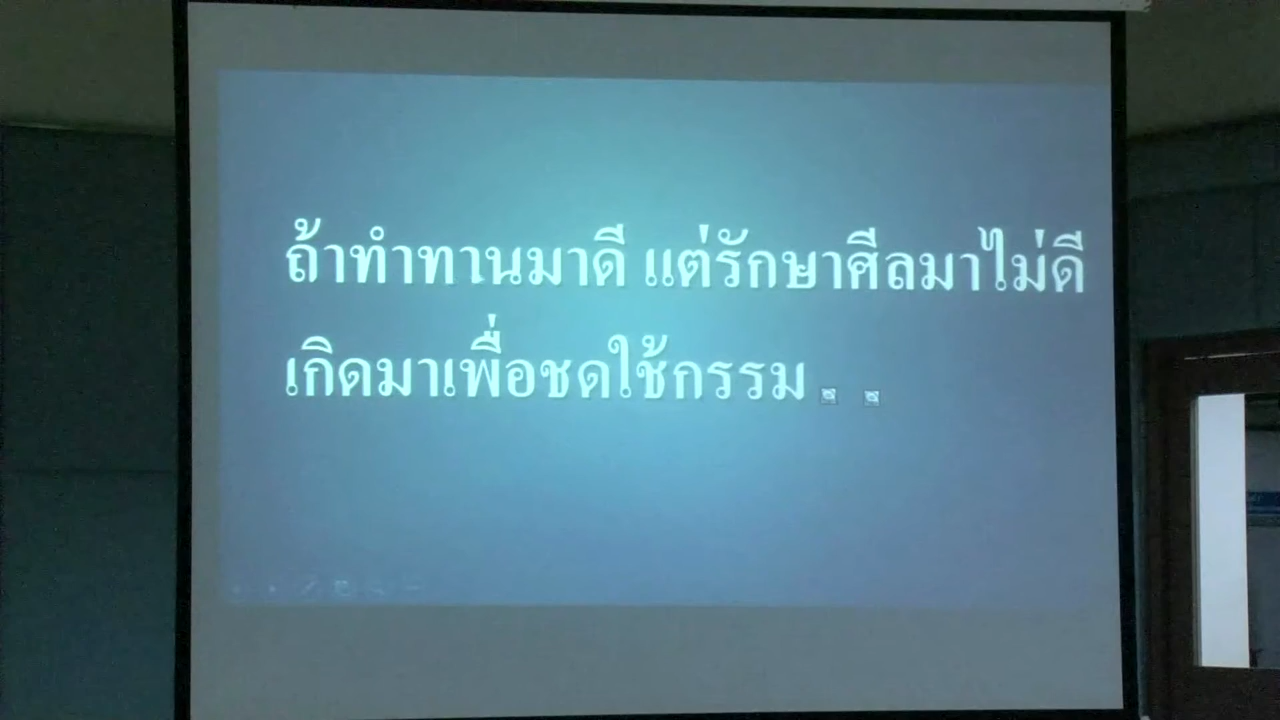 ถ้าทำทานมาดี แต่รักษาศีลมาไม่ดี
เกิดมาเพื่อชดใช้กรรม